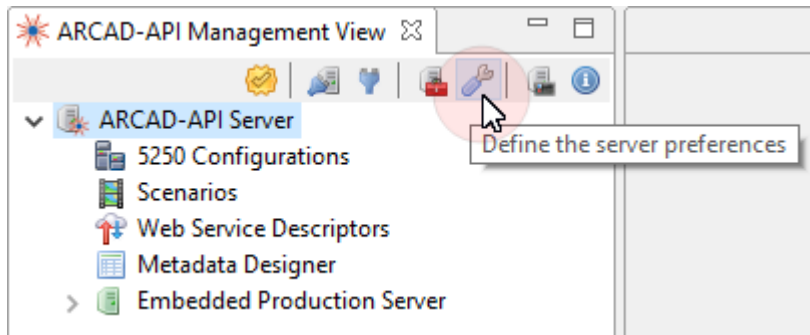 ARCAD-API Management View
ARCAD-API Server
Define the server preferences
5250 Configurations
Scenarios
Web Service Descriptors
Metadata Designer
Embedded Production Server